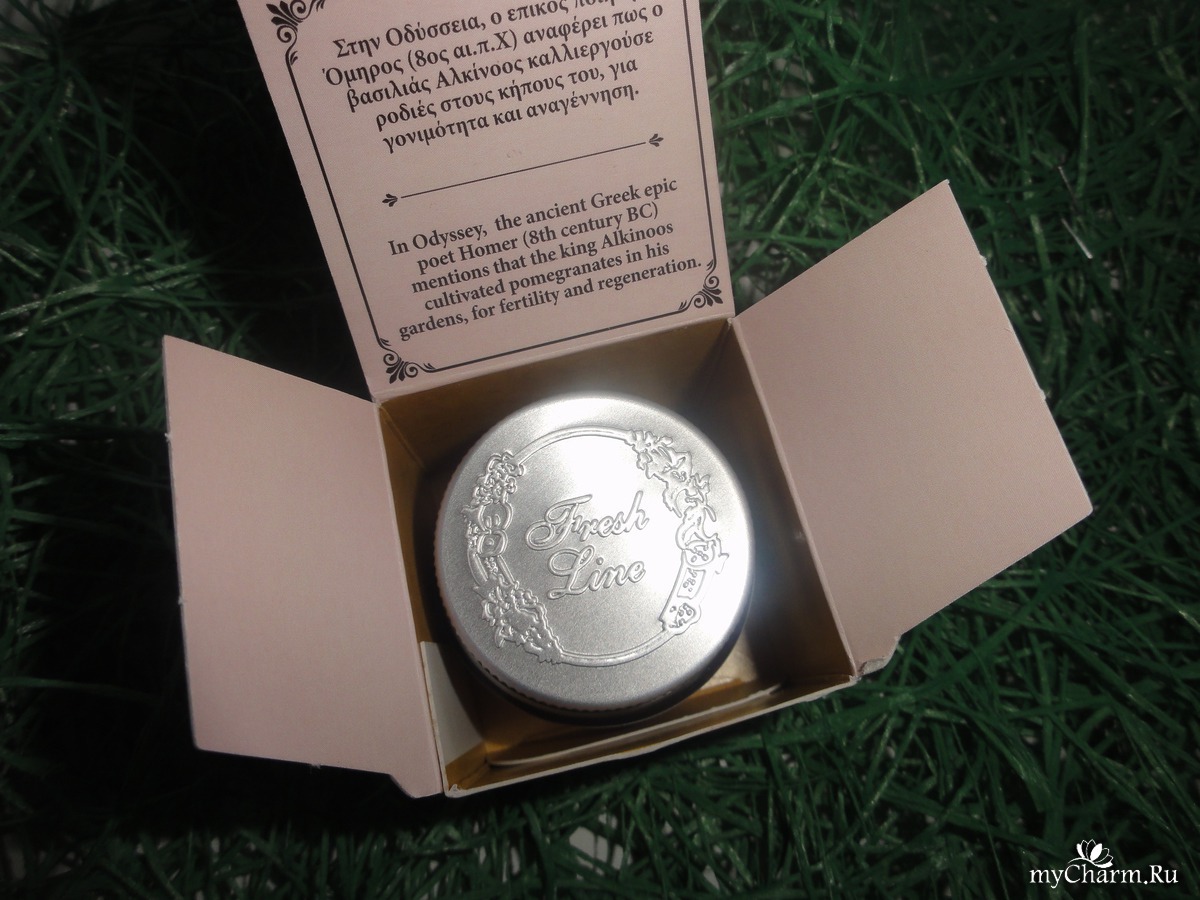 Στην Οδύσσεια, ο επικός
Όμηρος (8ος αι.π.Χ) αναφέρει πως ο
βασιλιάς Αλκίνοος καλλιεργούσε
ροδιές στους κήπους του, για
γονιμότητα και αναγέννηση.
In Odyssey, the ancient Greek epic
poet Homer (8th century BC)
mentions that the king Alkinoos
cultivated pomegranates in his
gardens, for fertility and regeneration.
Fresh
Line
myCharm.Ru